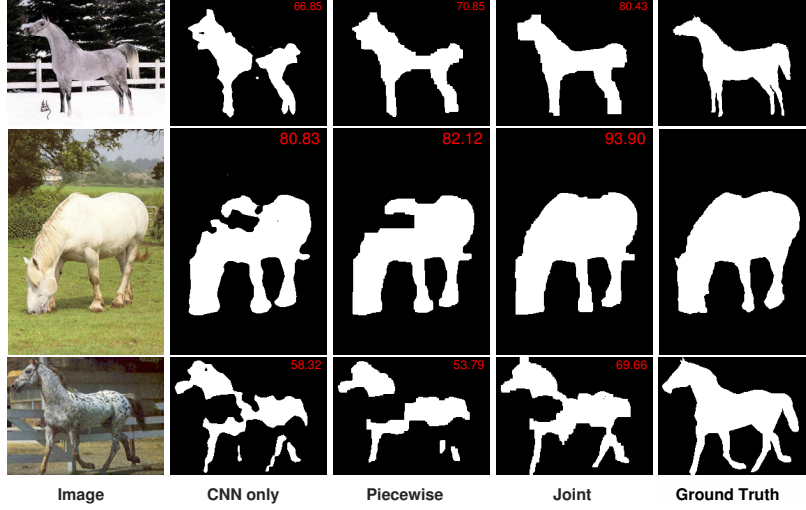 66.85 70.85 80.43
80.83 82.12 93.90
58.32 53.79 69.66
Image CNN only Piecewise Joint Ground Truth